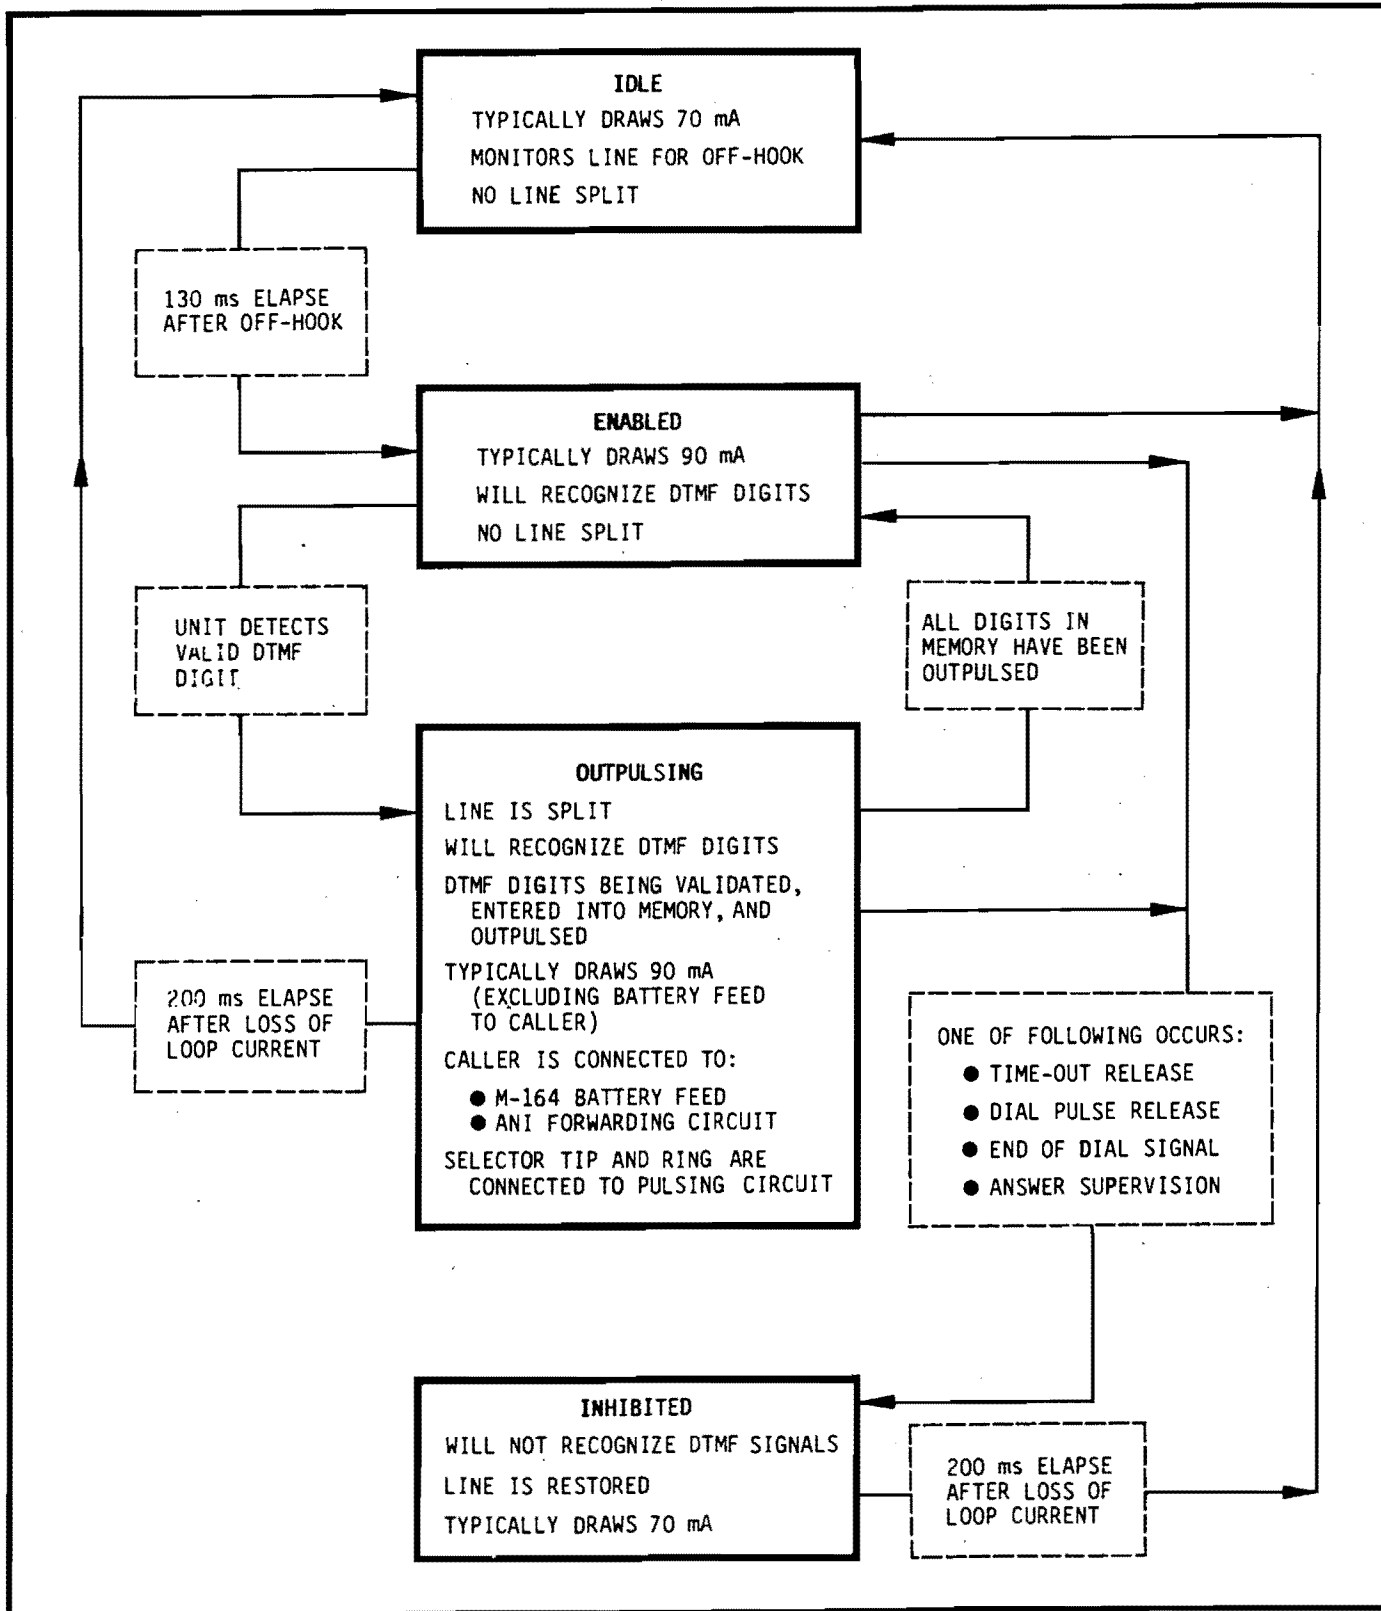 IDLE
TYPICALLY DRAWS 70 mA
MONITORS LINE FOR OFF-HOOK
NO LINE SPLIT
130 ms ELAPSE
AFTER OFF-HOOK
ENABLED
TYPICALLY DRAWS 90 mA
WILL RECOGNIZE DTMF DIGITS
NO LINE SPLIT
UNIT DETECTS
VALID DTMF
DIGIT
ALL DIGITS IN
MEMORY HAVE BEEN
OUTPULSED
OUTPULSING
LINE IS SPLIT
WILL RECOGNIZE DTMF DIGITS
DTMF DIGITS BEING VALIDATED,
ENTERED INTO MEMORY, AND
OUTPULSED
TYPICALLY DRAWS 90 mA
(EXCLUDING BATTERY FEED
TO CALLER)
CALLER IS CONNECTED TO:
● M-164 BATTERY FEED
● ANI FORWARDING CIRCUIT
SELECTOR TIP AND RING ARE
CONNECTED TO PULSING CIRCUIT
200 ms ELAPSE
AFTER LOSS OF
LOOP CURRENT
ONE OF FOLLOWING OCCURS:
● TIME-OUT RELEASE
● DIAL PULSE RELEASE
● END OF DIAL SIGNAL
● ANSWER SUPERVISION
INHIBITED
WILL NOT RECOGNIZE DTMF SIGNALS
LINE IS RESTORED
TYPICALLY DRAWS 70 mA
200 ms ELAPSE
AFTER LOSS OF
LOOP CURRENT